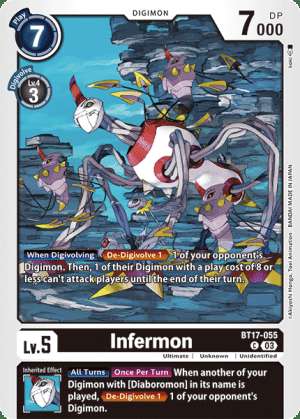 DIGIMON
Play
7
DP
7000
Digivolve
Lv.4
3
©Akiyoshi Hongo, Toei Animation · BANDAI MADE IN JAPAN
When Digivolving De-Digivolve 1 1 of your opponent's
Digimon. Then, 1 of their Digimon with a play cost of 8 or
less can't attack players until the end of their turn.
BT17-055
Lv.5
Infermon
C 03
Ultimate Unknown Unidentified
Inherited Effect
All Turns Once Per Turn When another of your
Digimon with [Diaboromon] in its name is
played, De-Digivolve 1 1 of your opponent's
Digimon.